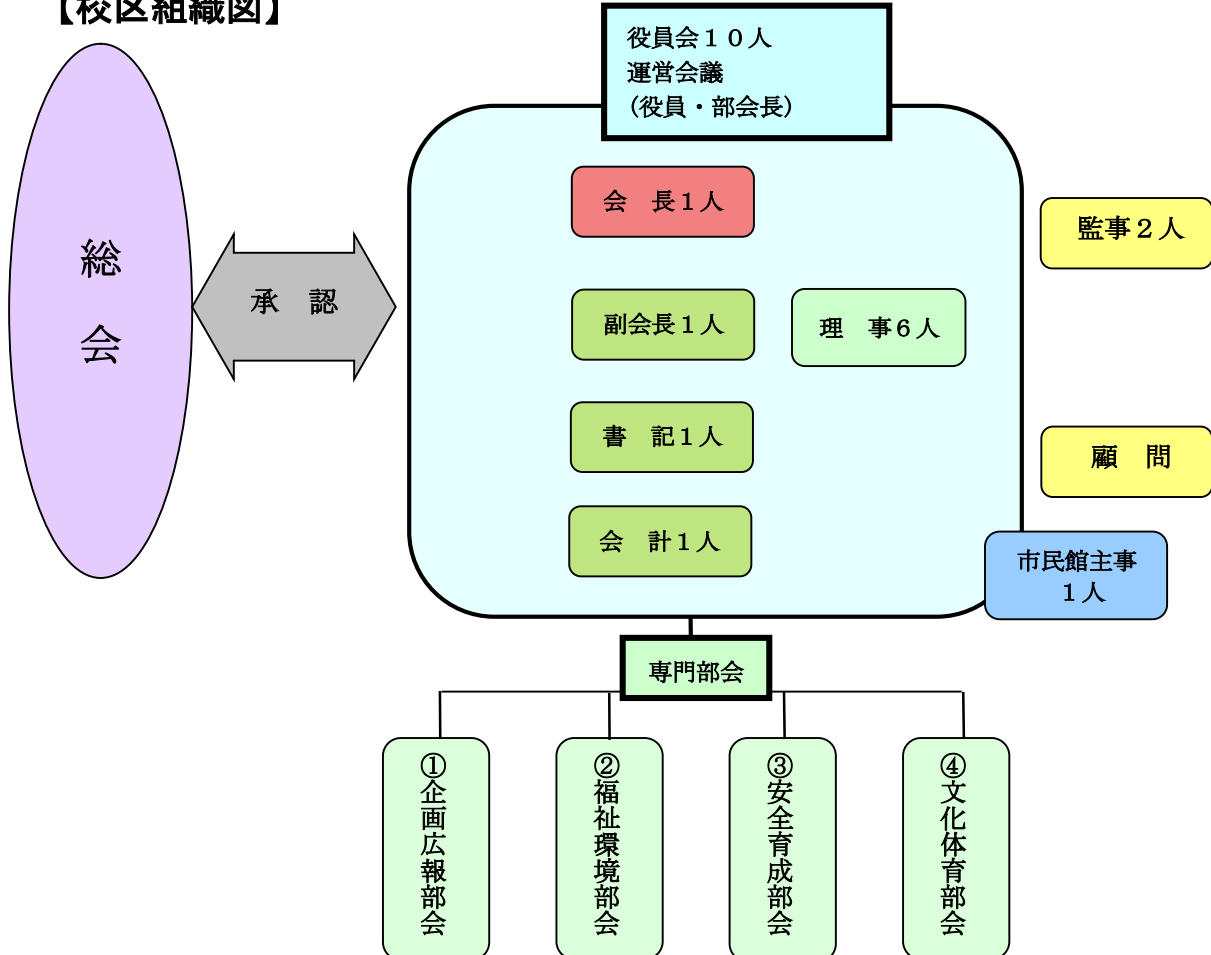 【校区組織図】
役員会１０人
運営会議
（役員・部会長）
総
会
承　認
会　長１人
副会長１人
理　事６人
書　記１人
会　計１人
監事２人
顧　問
市民館主事
１人
専門部会
①企画広報部会
②福祉環境部会
③安全育成部会
④文化体育部会